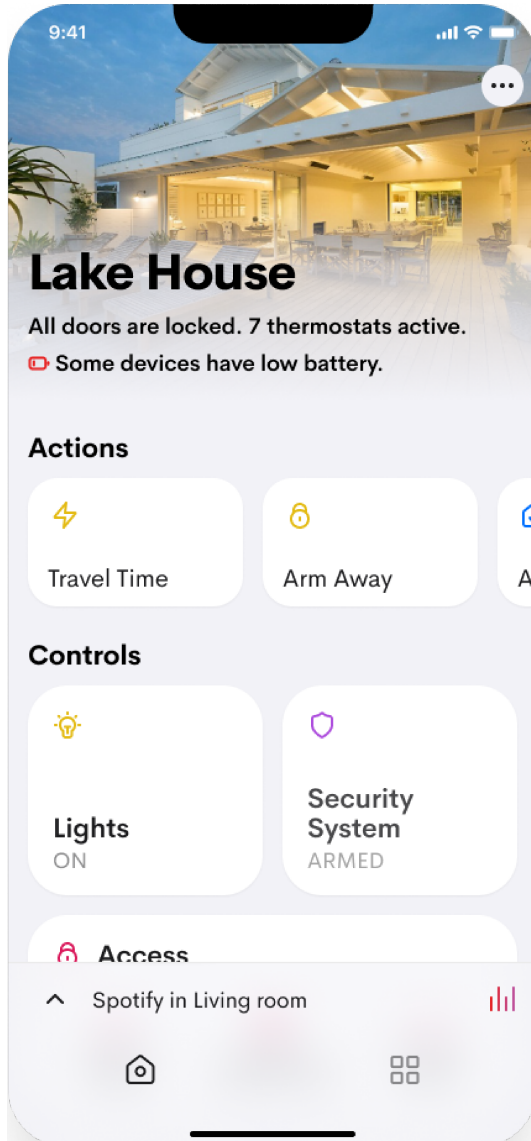 9:41
Lake House
All doors are locked. 7 thermostats active.
Some devices have low battery.
Actions
Travel Time
Arm Away
A
Controls
Lights
ON
Security
System
ARMED
Access
Spotify in Living room